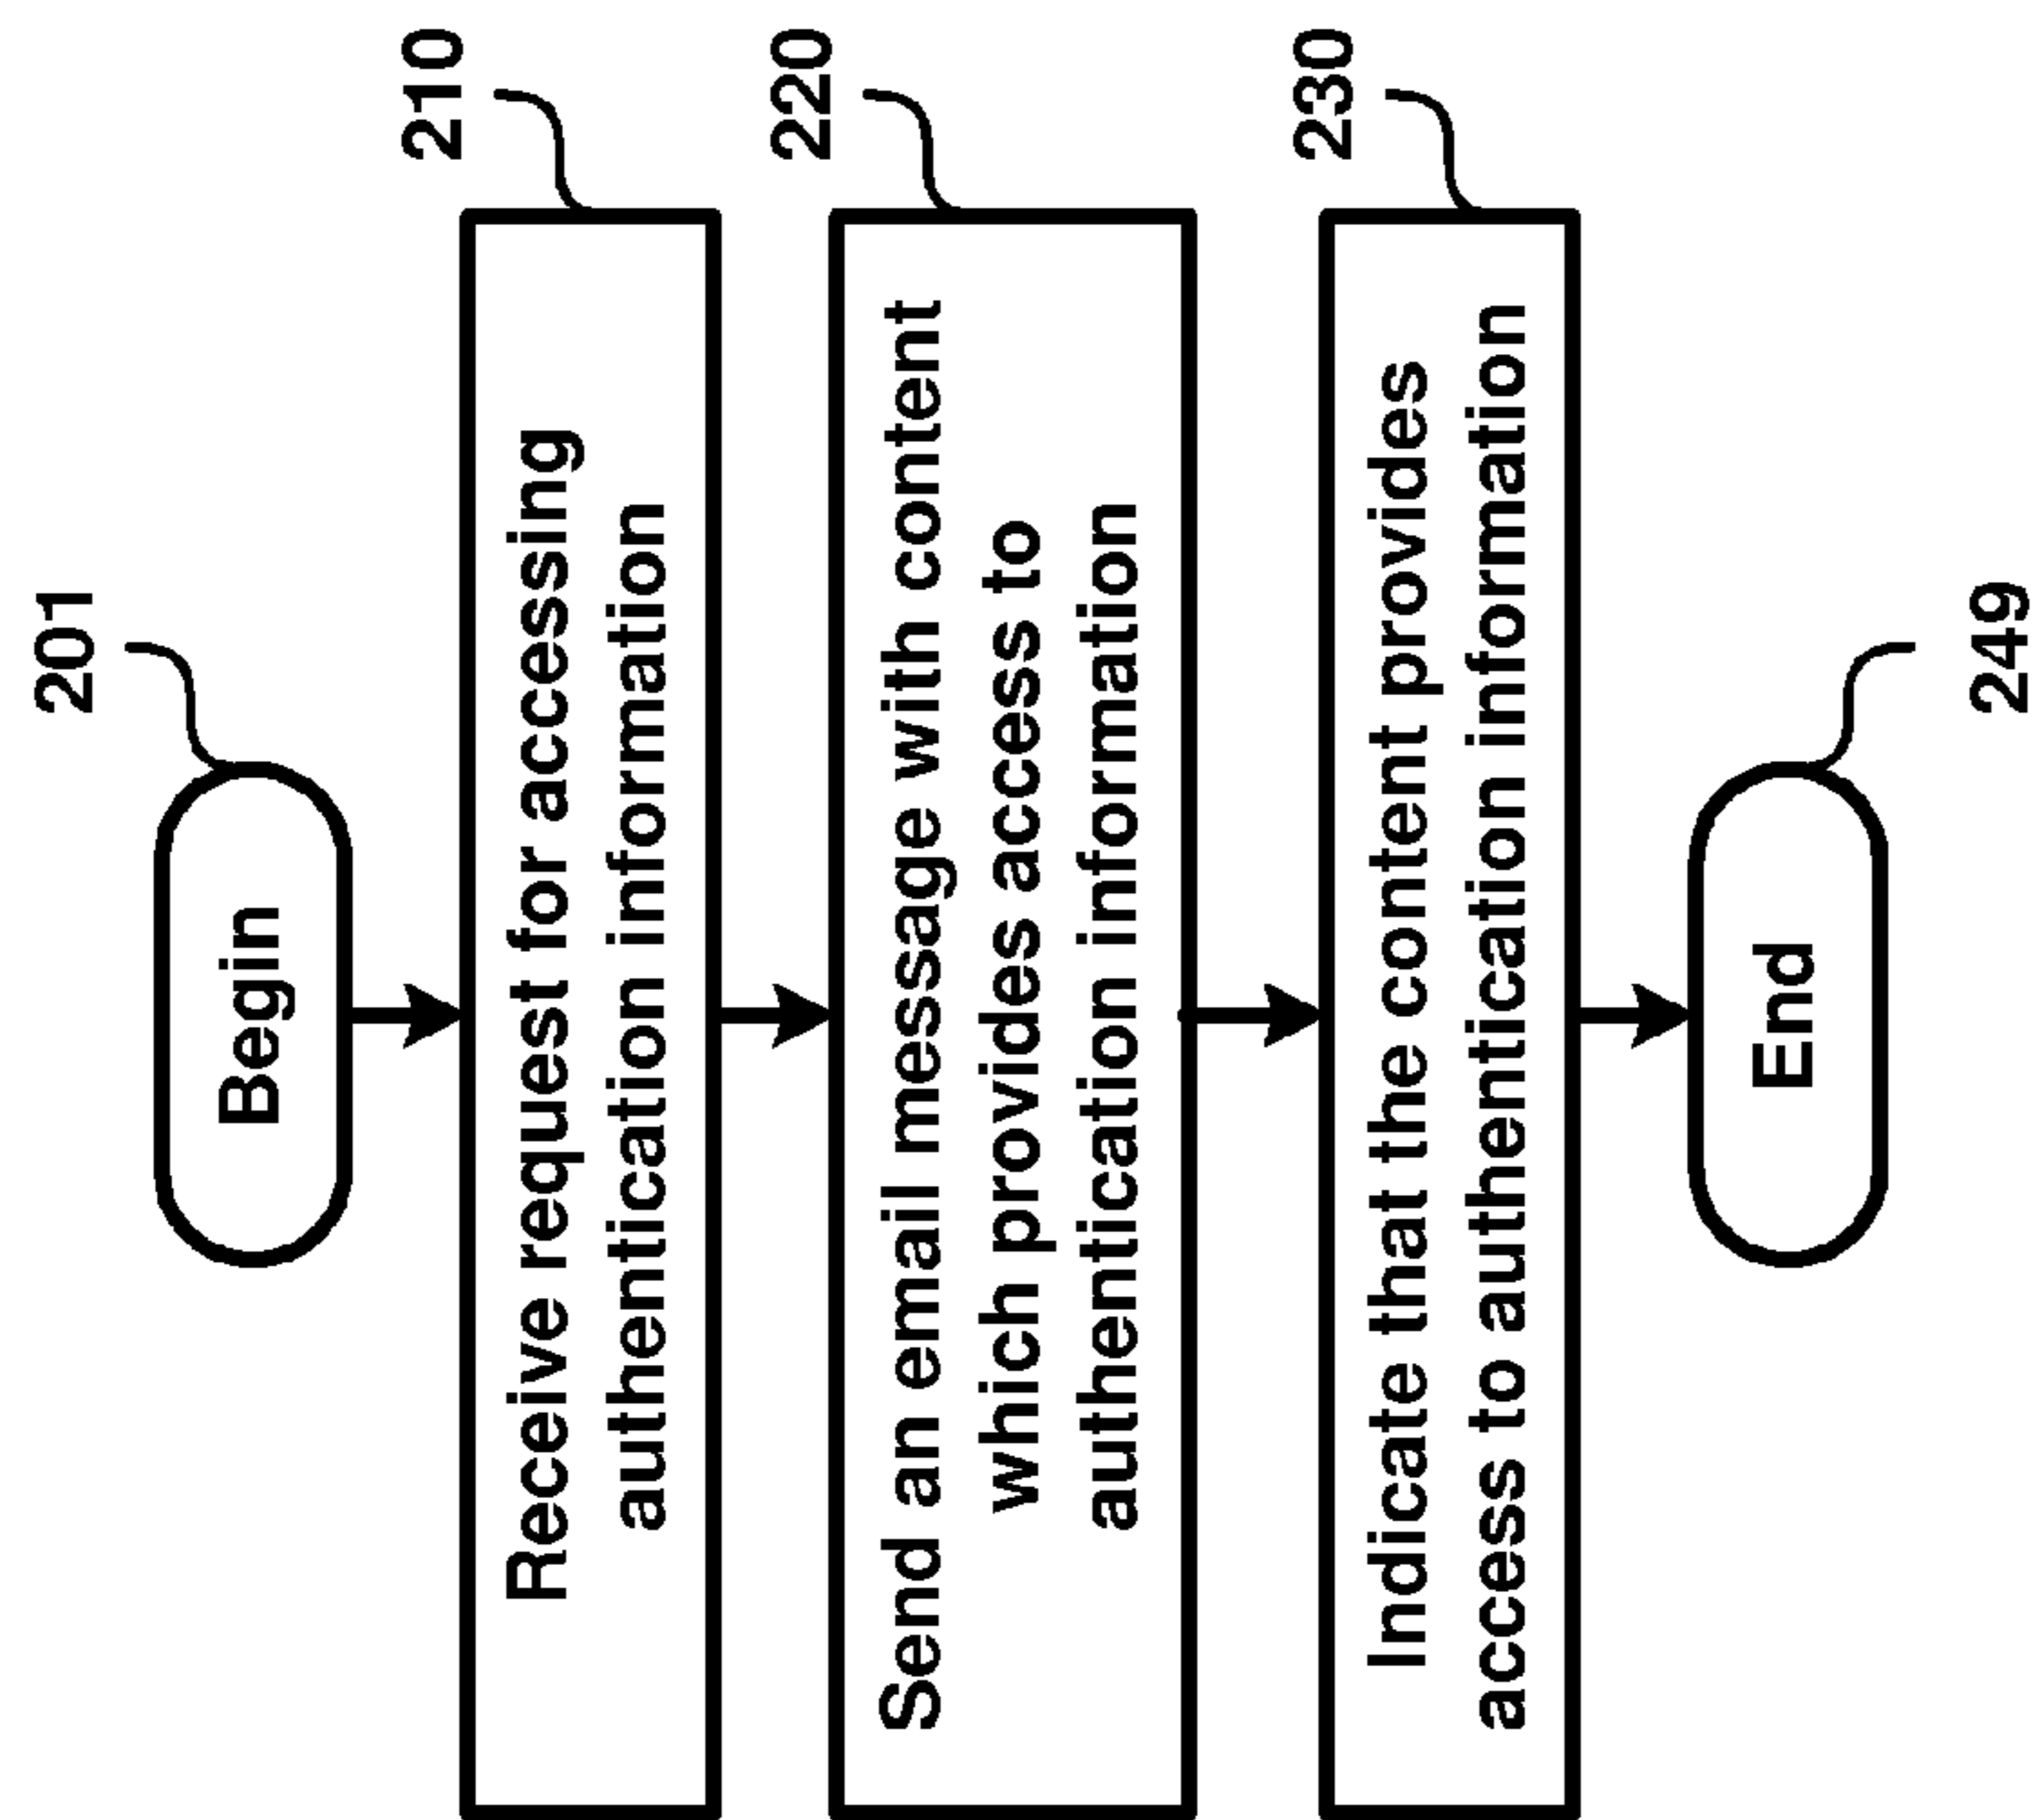 201
Begin
210
Receive request for accessing
authentication information
220
Send an email message with content
which provides access to
authentication information
230
Indicate that the content provides
access to authentication information
End
249